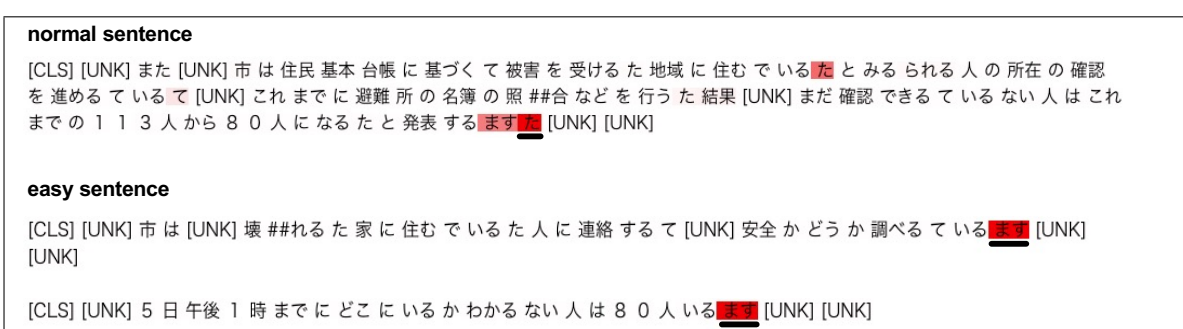 normal sentence
[CLS] [UNK] また [UNK] 市 は 住民 基本 台帳 に 基づく て 被害 を 受ける た 地域 に 住む で いる た と みる られる 人 の 所在 の 確認
を 進める て いる て [UNK] これ まで に 避難 所 の 名簿 の 照 ##合 など を 行う た 結果 [UNK] まだ 確認 できる て いる ない 人 は これ
まで の 1 1 3 人 から 8 0 人 に なる た と 発表 する ます た [UNK] [UNK]
easy sentence
[CLS] [UNK] 市 は [UNK] 壊 ##れる た 家 に 住む で いる た 人 に 連絡 する て [UNK] 安全 か どう か 調べる て いる ます [UNK]
[UNK]
[CLS] [UNK] 5 日 午後 1 時 まで に どこ に いる か わかる ない 人 は 8 0 人 いる ます [UNK] [UNK]